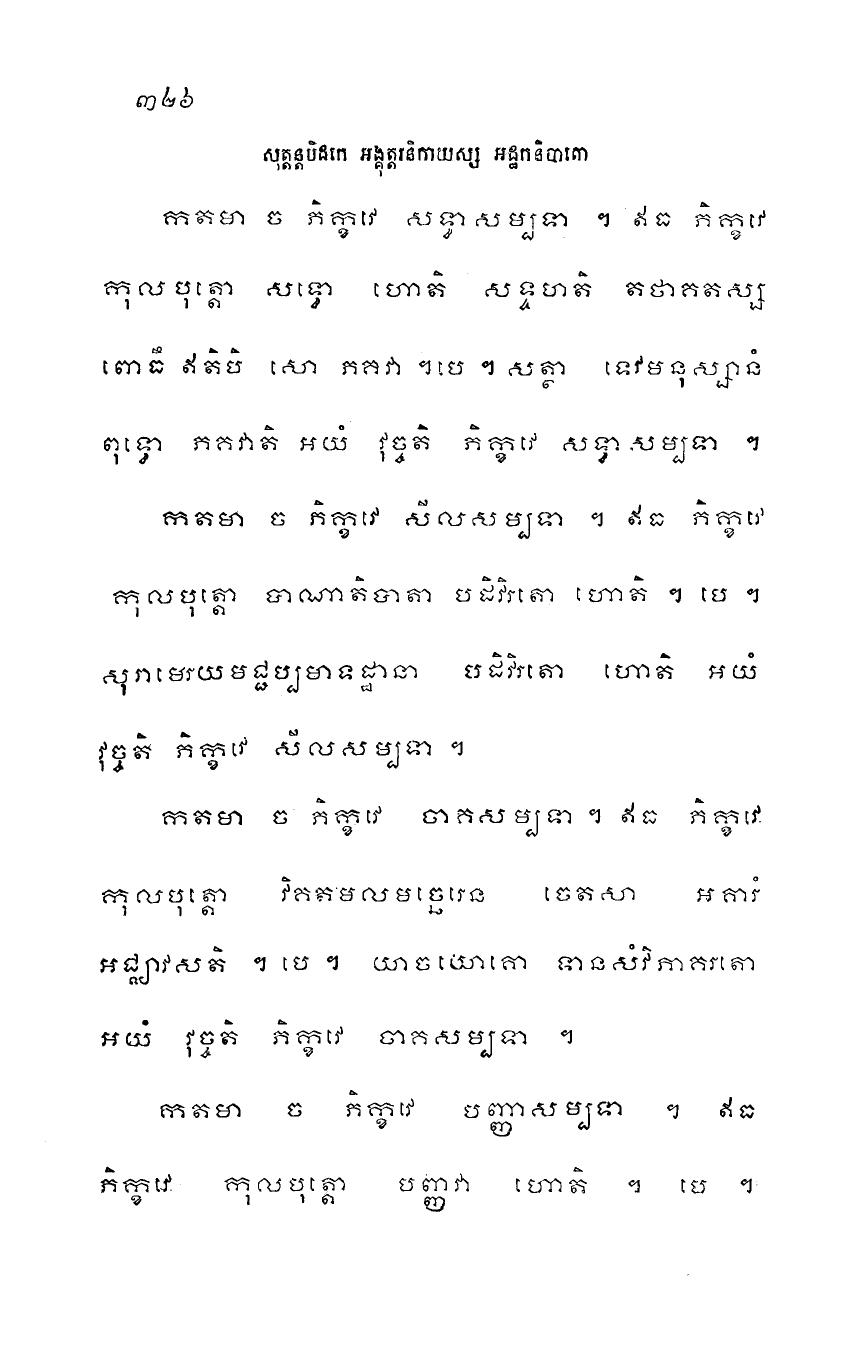 ៣២៦
សុត្តន្តបិដកេ អង្គុត្តរនិកាយស្ស អដ្ឋកនិបាតោ
កតមា ច ភិក្ខវេ សទ្ធាសម្បទា ។ ឥធ ភិក្ខវេ
កុលបុត្តោ សទ្ធោ ហោតិ សទ្ទហតិ តថាគតស្ស
ពោធឹ ឥតិបិ សោ ភគវា ។បេ។ សត្ថា ទេវមនុស្សានំ
ពុទ្ធោ ភគវាតិ អយំ វុច្ចតិ ភិក្ខវេ សទ្ធាសម្បទា ។
កតមា ច ភិក្ខវេ សីលសម្បទា ។ ឥធ ភិក្ខវេ
កុលបុត្តោ បាណាតិបាតា បដិវិរតោ ហោតិ ។ បេ ។
សុរាមេរយមជ្ជប្បមាទដ្ឋានា បដិវិរតោ ហោតិ អយំ
វុច្ចតិ ភិក្ខវេ សីលសម្បទា ។
កតមា ច ភិក្ខវេ ចាគសម្បទា ។ ឥធ ភិក្ខវេ
កុលបុត្តោ វិគតមលមច្ឆេរេន ចេតសា អគារំ
អជ្ឈាវសតិ ។ បេ ។ យាចយោគោ ទានសំវិភាគរតោ
អយំ វុច្ចតិ ភិក្ខវេ ចាគសម្បទា ។
កតមា ច ភិក្ខវេ បញ្ញាសម្បទា ។ ឥធ
ភិក្ខវេ កុលបុត្តោ បញ្ញវា ហោតិ ។ បេ ។